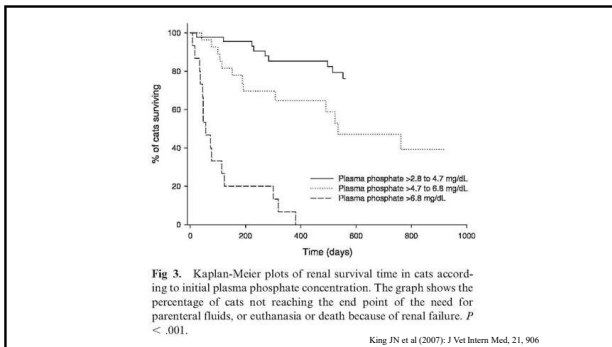 100
80
60
40
20
0
% of cats surviving
Plasma phosphate >2.8 to 4.7 mg/dL
Plasma phosphate >4.7 to 6.8 mg/dL
Plasma phosphate >6.8 mg/dL
0 200 400 600 800 1000
Time (days)
Fig 3. Kaplan-Meier plots of renal survival time in cats accord-
ing to initial plasma phosphate concentration. The graph shows the
percentage of cats not reaching the end point of the need for
parenteral fluids, or euthanasia or death because of renal failure. P
< .001.
King JN et al (2007): J Vet Intern Med, 21, 906